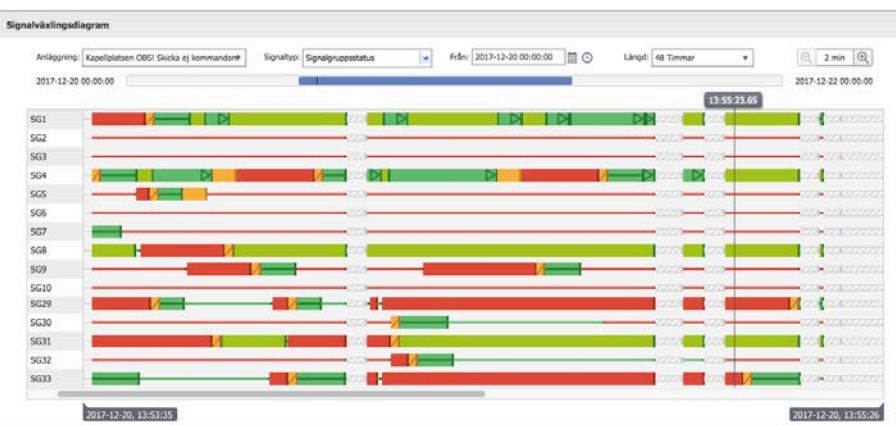 Signalväxlingsdiagram
Anläggning: Kapellplatsen OBS! Skicka ej kommandon Signaltyp: Signalgruppsstatus Från: 2017-12-20 00:00:00 Längd: 48 Timmar 2 min
2017-12-20 00:00:00 2017-12-22 00:00:00
13:55:23.65
SG1
SG2
SG3
SG4
SG5
SG6
SG7
SG8
SG9
SG10
SG29
SG30
SG31
SG32
SG33
2017-12-20, 13:53:35 2017-12-20, 13:55:26